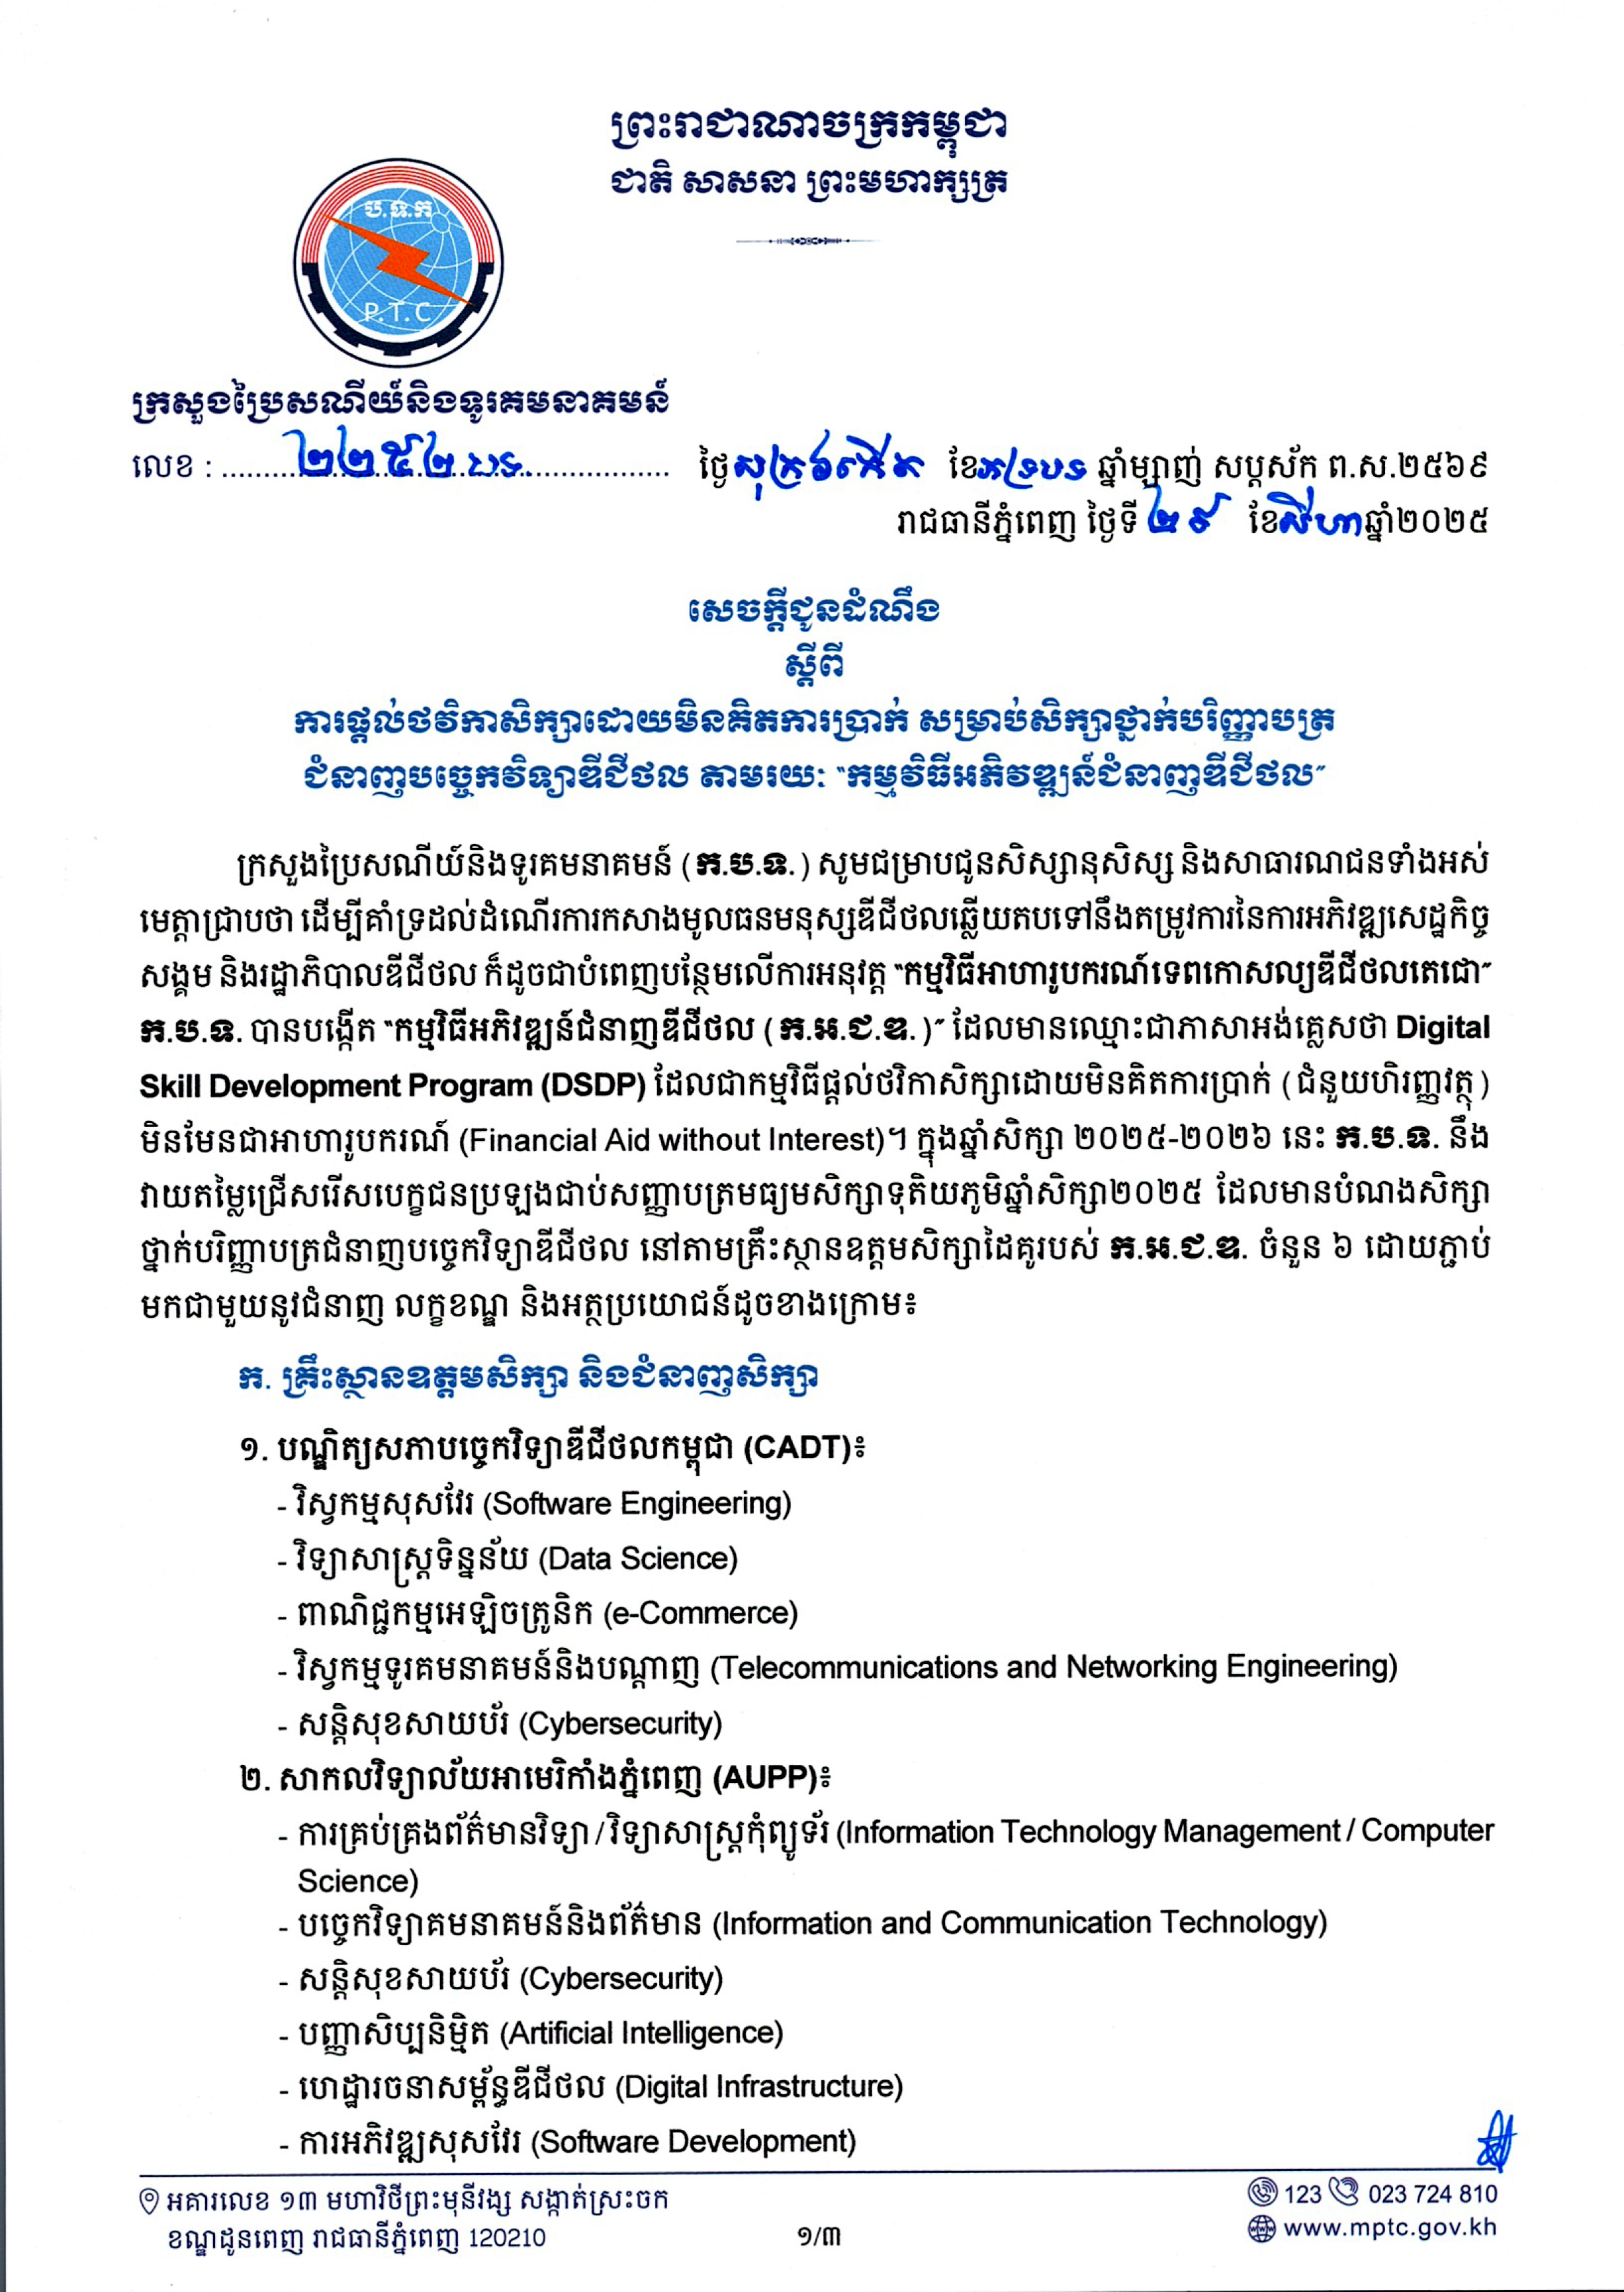 ព្រះរាជាណាចក្រកម្ពុជា
ជាតិ សាសនា ព្រះមហាក្សត្រ
ប.ទ.ក
P.T.C
ក្រសួងប្រៃសណីយ៍និងទូរគមនាគមន៍
លេខ : ២២៥២ បទ
ថ្ងៃសុក្រ ៦កើត ខែភទ្របទ ឆ្នាំម្សាញ់ សប្តស័ក ព.ស.២៥៦៩
រាជធានីភ្នំពេញ ថ្ងៃទី ២៩ ខែសីហា ឆ្នាំ២០២៥
សេចក្តីជូនដំណឹង
ស្តីពី
ការផ្តល់ថវិកាសិក្សាដោយមិនគិតការប្រាក់ សម្រាប់សិក្សាថ្នាក់បរិញ្ញាបត្រ
ជំនាញបច្ចេកវិទ្យាឌីជីថល តាមរយៈ “កម្មវិធីអភិវឌ្ឍន៍ជំនាញឌីជីថល”
ក្រសួងប្រៃសណីយ៍និងទូរគមនាគមន៍ (ក.ប.ទ.) សូមជម្រាបជូនសិស្សានុសិស្ស និងសាធារណជនទាំងអស់
មេត្តាជ្រាបថា ដើម្បីគាំទ្រដល់ដំណើរការកសាងមូលធនមនុស្សឌីជីថលឆ្លើយតបទៅនឹងតម្រូវការនៃការអភិវឌ្ឍសេដ្ឋកិច្ច
សង្គម និងរដ្ឋាភិបាលឌីជីថល ក៏ដូចជាបំពេញបន្ថែមលើការអនុវត្ត “កម្មវិធីអាហារូបករណ៍ទេពកោសល្យឌីជីថលតេជោ”
ក.ប.ទ. បានបង្កើត “កម្មវិធីអភិវឌ្ឍន៍ជំនាញឌីជីថល (ក.អ.ជ.ឌ.)” ដែលមានឈ្មោះជាភាសាអង់គ្លេសថា Digital
Skill Development Program (DSDP) ដែលជាកម្មវិធីផ្តល់ថវិកាសិក្សាដោយមិនគិតការប្រាក់ (ជំនួយហិរញ្ញវត្ថុ)
មិនមែនជាអាហារូបករណ៍ (Financial Aid without Interest)។ ក្នុងឆ្នាំសិក្សា ២០២៥-២០២៦ នេះ ក.ប.ទ. នឹង
វាយតម្លៃជ្រើសរើសបេក្ខជនប្រឡងជាប់សញ្ញាបត្រមធ្យមសិក្សាទុតិយភូមិឆ្នាំសិក្សា២០២៥ ដែលមានបំណងសិក្សា
ថ្នាក់បរិញ្ញាបត្រជំនាញបច្ចេកវិទ្យាឌីជីថល នៅតាមគ្រឹះស្ថានឧត្តមសិក្សាដៃគូរបស់ ក.អ.ជ.ឌ. ចំនួន ៦ ដោយភ្ជាប់
មកជាមួយនូវជំនាញ លក្ខខណ្ឌ និងអត្ថប្រយោជន៍ដូចខាងក្រោម៖
ក. គ្រឹះស្ថានឧត្តមសិក្សា និងជំនាញសិក្សា
១. បណ្ឌិត្យសភាបច្ចេកវិទ្យាឌីជីថលកម្ពុជា (CADT)៖
- វិស្វកម្មសុសវែរ (Software Engineering)
- វិទ្យាសាស្ត្រទិន្នន័យ (Data Science)
- ពាណិជ្ជកម្មអេឡិចត្រូនិក (e-Commerce)
- វិស្វកម្មទូរគមនាគមន៍និងបណ្តាញ (Telecommunications and Networking Engineering)
- សន្តិសុខសាយប័រ (Cybersecurity)
២. សាកលវិទ្យាល័យអាមេរិកាំងភ្នំពេញ (AUPP)៖
- ការគ្រប់គ្រងព័ត៌មានវិទ្យា / វិទ្យាសាស្ត្រកុំព្យូទ័រ (Information Technology Management / Computer
Science)
- បច្ចេកវិទ្យាគមនាគមន៍និងព័ត៌មាន (Information and Communication Technology)
- សន្តិសុខសាយប័រ (Cybersecurity)
- បញ្ញាសិប្បនិម្មិត (Artificial Intelligence)
- ហេដ្ឋារចនាសម្ព័ន្ធឌីជីថល (Digital Infrastructure)
- ការអភិវឌ្ឍសុសវែរ (Software Development)
អគារលេខ ១៣ មហាវិថីព្រះមុនីវង្ស សង្កាត់ស្រះចក
ខណ្ឌដូនពេញ រាជធានីភ្នំពេញ 120210
១/៣
123 023 724 810
www.mptc.gov.kh